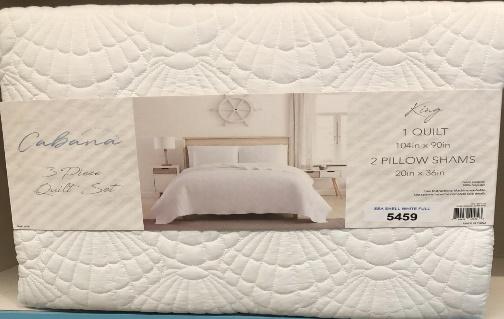 Cabana
3 Piece
Quilt Set
King
1 QUILT
104in x 90in
2 PILLOW SHAMS
20in x 36in
SEA SHELL WHITE FULL
5459